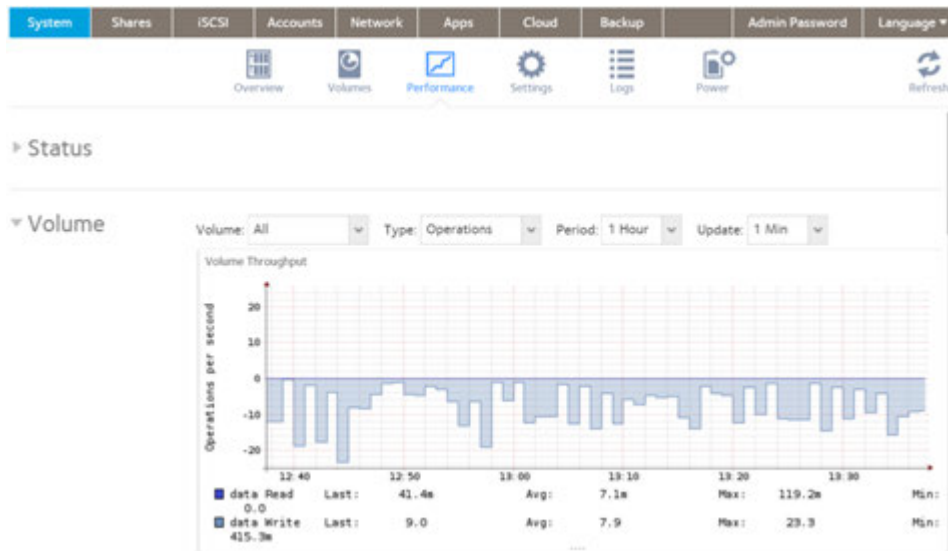 System Shares iSCSI Accounts Network Apps Cloud Backup Admin Password Language
Overview Volumes Performance Settings Logs Power Refresh
Status
Volume
Volume: All Type: Operations Period: 1 Hour Update: 1 Min
Volume Throughput
Operations per second
20
10
0
-10
-20
12:40 12:50 13:00 13:10 13:20 13:30
data Read Last: 41.4m Avg: 7.1m Max: 119.2m Min:
0.0
data Write Last: 9.0 Avg: 7.9 Max: 23.3 Min:
415.3m